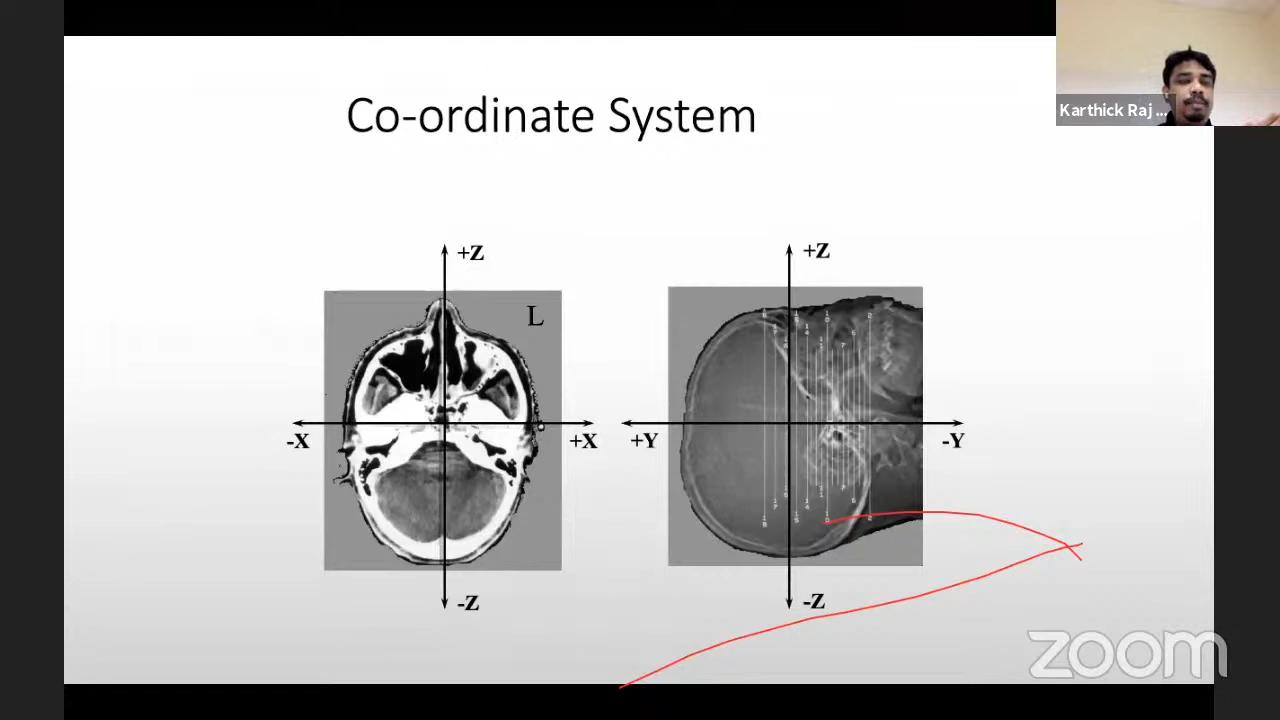 Karthick Raj ...
Co-ordinate System
+Z
+Z
L
-X
+X
+Y
-Y
-Z
-Z
zoom